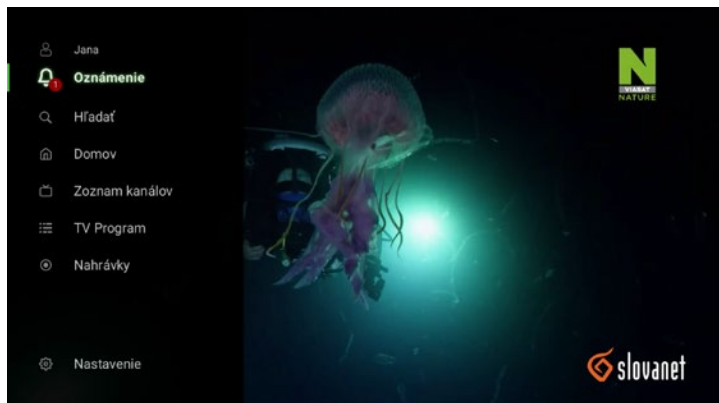 Jana
1
Oznámenie
Hľadať
Domov
Zoznam kanálov
TV Program
Nahrávky
Nastavenie
N
VIASAT
NATURE
slovanet